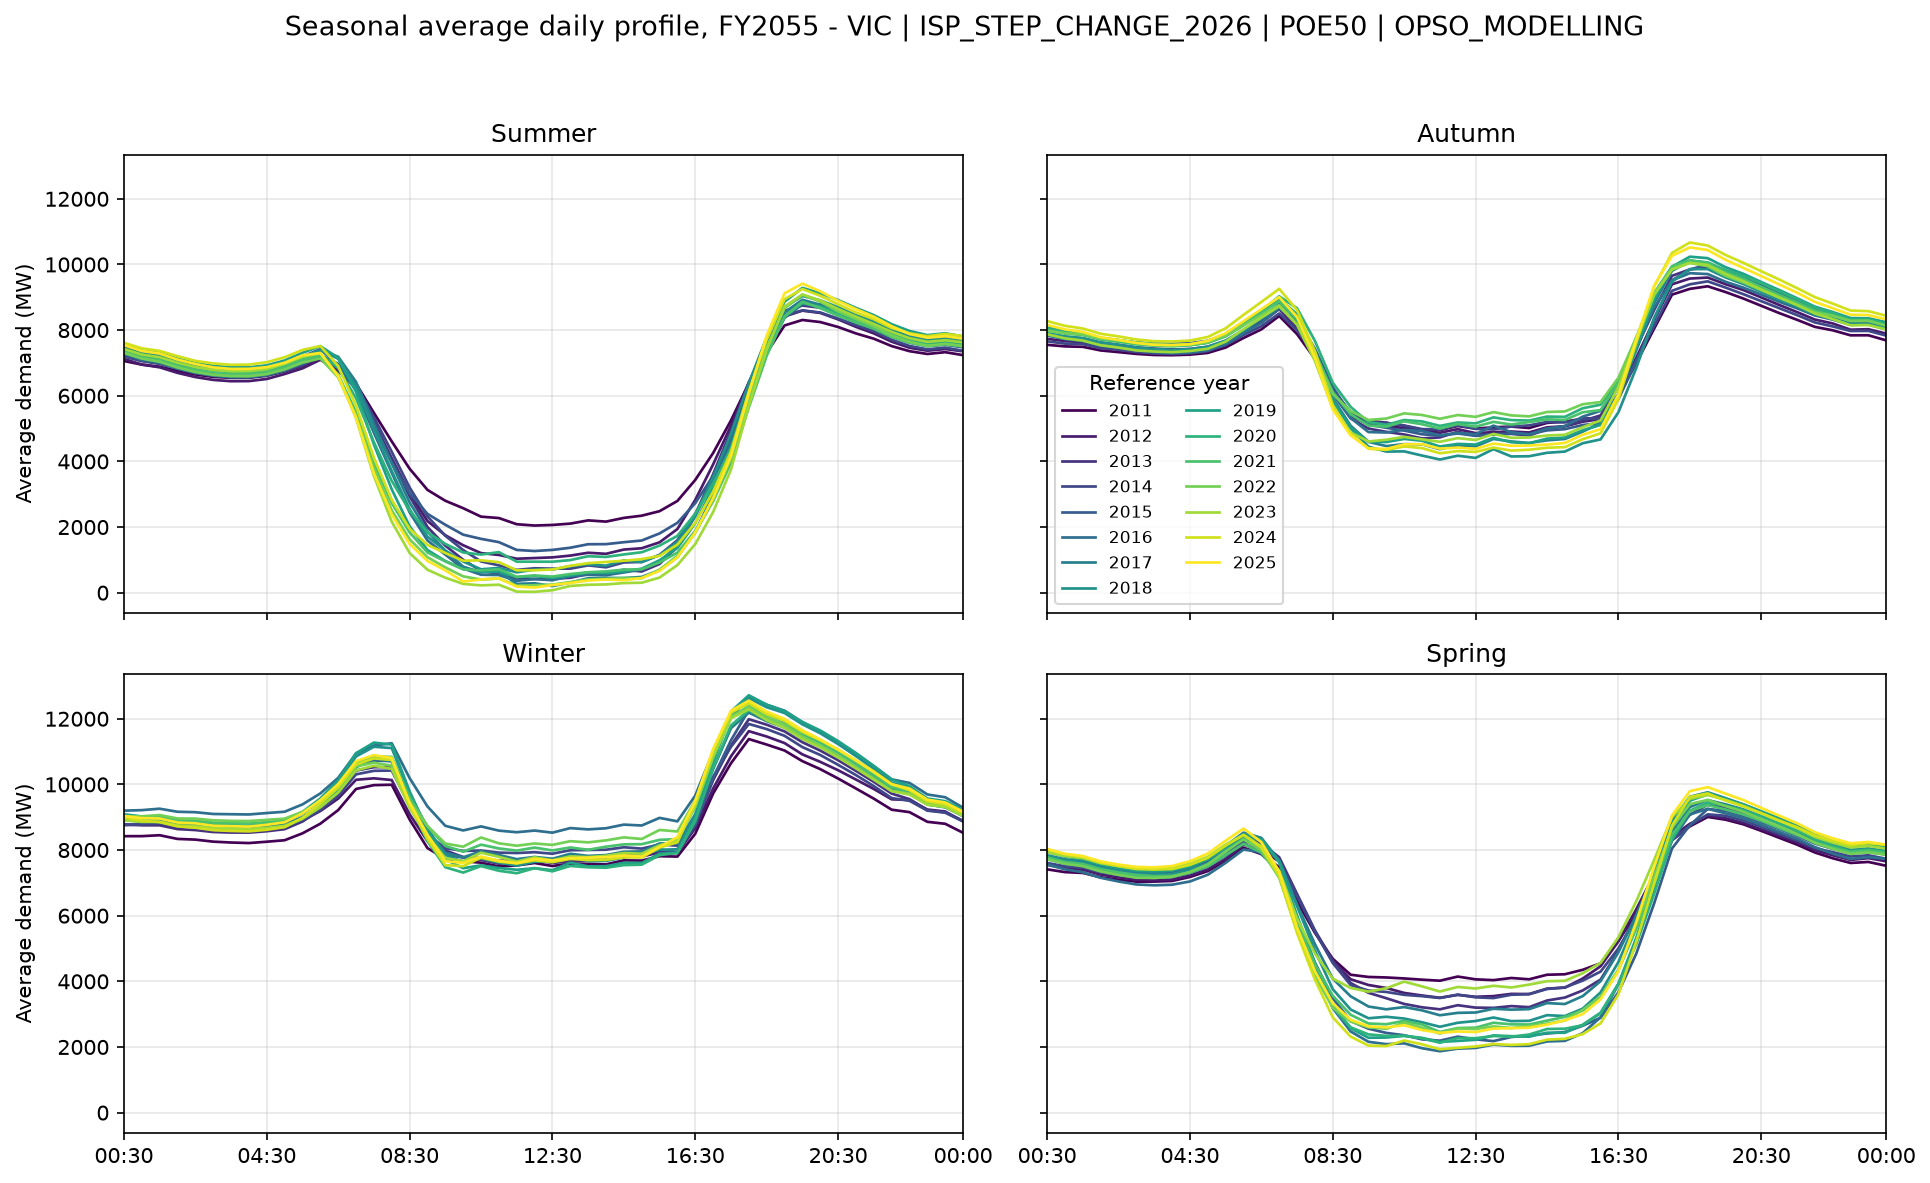 Seasonal average daily profile, FY2055 - VIC | ISP_STEP_CHANGE_2026 | POE50 | OPSO_MODELLING
Summer
Average demand (MW)
12000
10000
8000
6000
4000
2000
0
Autumn
Reference year
2011
2012
2013
2014
2015
2016
2017
2018
2019
2020
2021
2022
2023
2024
2025
Winter
Average demand (MW)
12000
10000
8000
6000
4000
2000
0
00:30 04:30 08:30 12:30 16:30 20:30 00:00
Spring
00:30 04:30 08:30 12:30 16:30 20:30 00:00